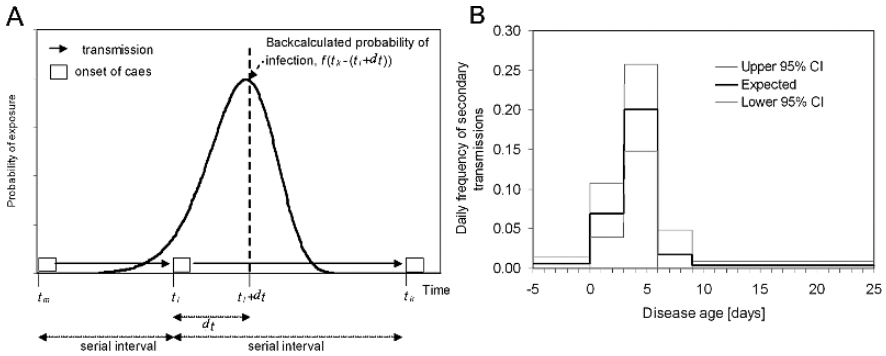 A
transmission
onset of caes
Backcalculated probability of
infection, f(tk-(ti+dt))
Probability of exposure
tm
ti
ti+dt
tk
Time
dt
serial interval
serial interval
B
0.30
0.25
0.20
0.15
0.10
0.05
0.00
Daily frequency of secondary
transmissions
Upper 95% CI
Expected
Lower 95% CI
-5
0
5
10
15
20
25
Disease age [days]